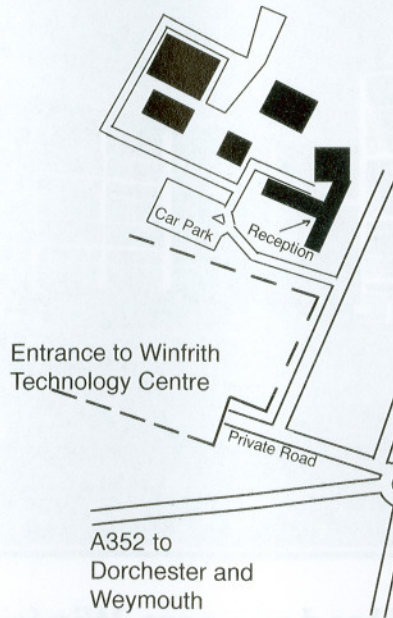 Car Park
Reception
Entrance to Winfrith
Technology Centre
Private Road
A352 to
Dorchester and
Weymouth